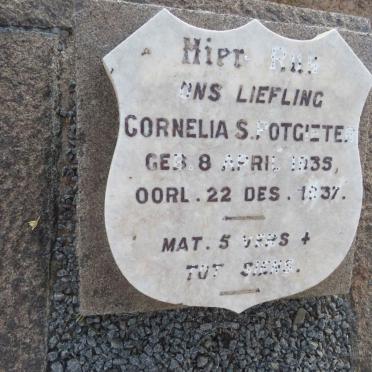 Hier Rus
ONS LIEFLING
CORNELIA S. POTGIETER
GEB. 8 APRIL 1935,
OORL. 22 DES. 1937.
MAT. 5 VERS 4
TOT SIENS.